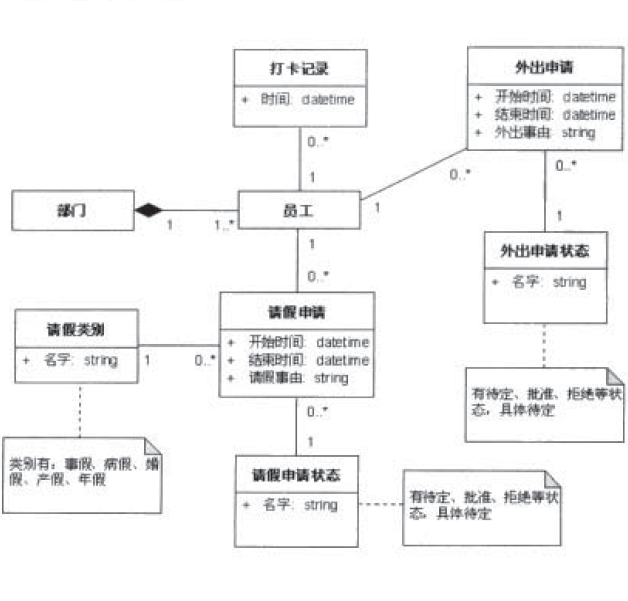 打卡记录
+ 时间: datetime
外出申请
+ 开始时间: datetime
+ 结束时间: datetime
+ 外出事由: string
0..*
1
0..*
0..*
部门
1
1..*
员工
1
1
1
外出申请状态
+ 名字: string
0..*
请假申请
+ 开始时间: datetime
+ 结束时间: datetime
+ 请假事由: string
请假类别
+ 名字: string
1
0..*
有待定、批准、拒绝等状
态，具体待定
0..*
1
类别有：事假、病假、婚
假、产假、年假
请假申请状态
+ 名字: string
有待定、批准、拒绝等状
态，具体待定